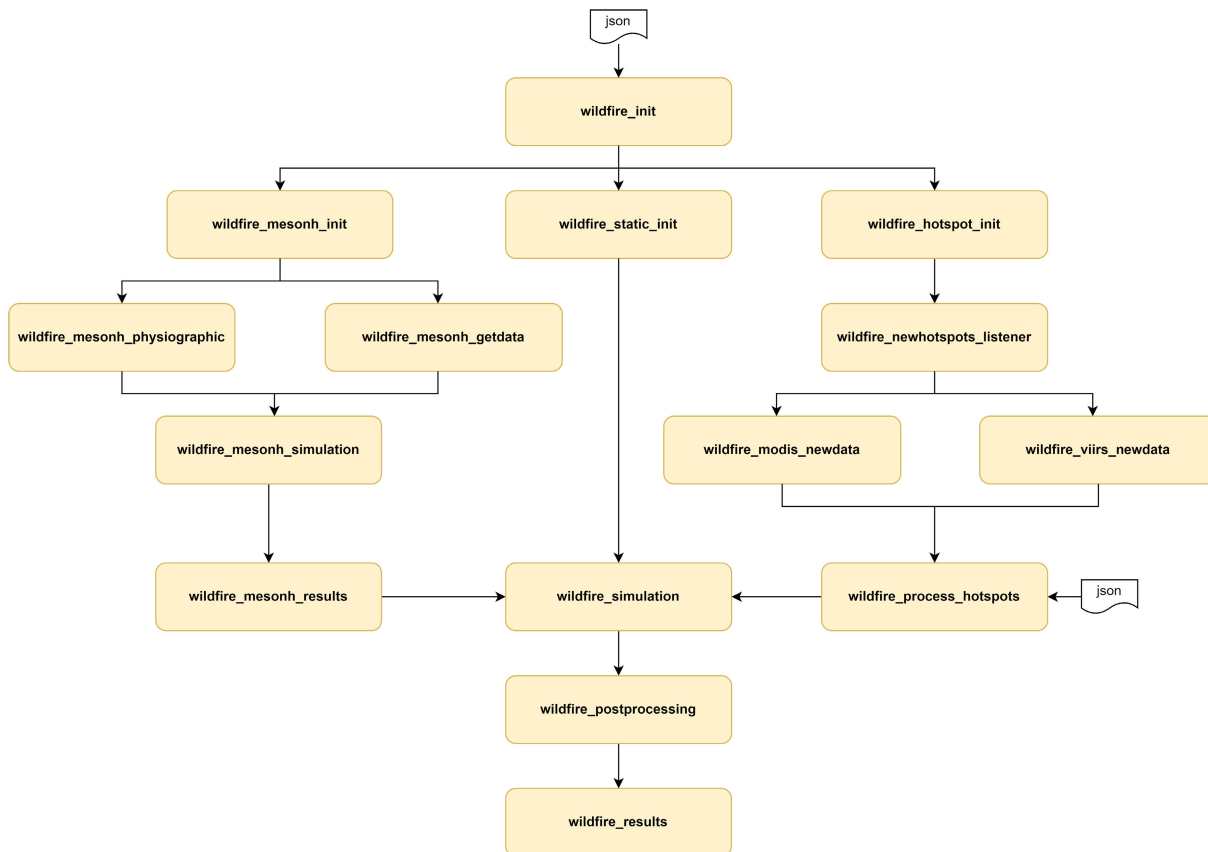 json
wildfire_init
wildfire_mesonh_init
wildfire_static_init
wildfire_hotspot_init
wildfire_mesonh_physiographic
wildfire_mesonh_getdata
wildfire_newhotspots_listener
wildfire_mesonh_simulation
wildfire_modis_newdata
wildfire_viirs_newdata
wildfire_mesonh_results
wildfire_simulation
wildfire_process_hotspots
json
wildfire_postprocessing
wildfire_results